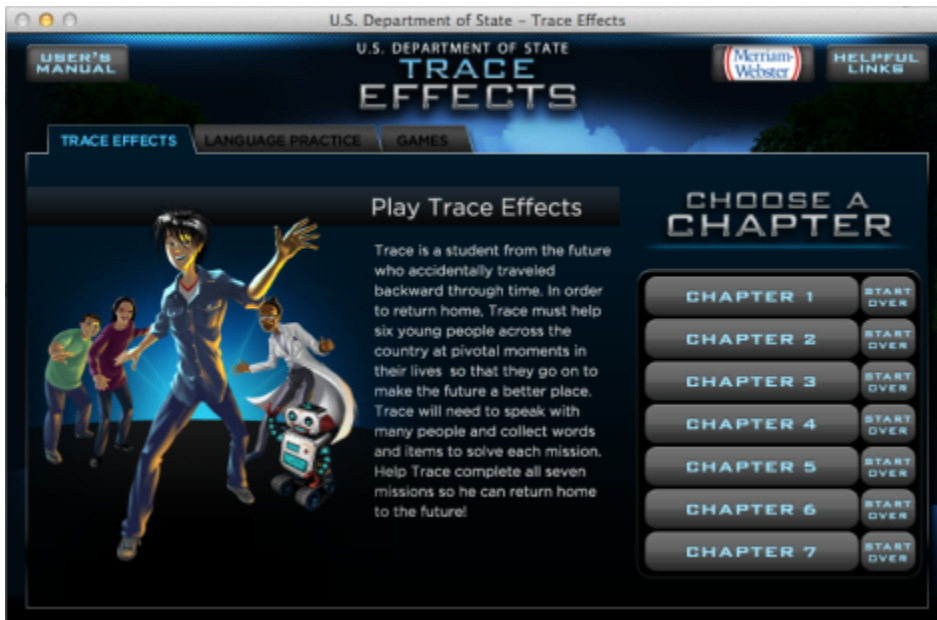 U.S. Department of State – Trace Effects
USER'S
MANUAL
U.S. DEPARTMENT OF STATE
TRACE
EFFECTS
Merriam-
Webster
HELPFUL
LINKS
TRACE EFFECTS
LANGUAGE PRACTICE
GAMES
Play Trace Effects
Trace is a student from the future
who accidentally traveled
backward through time. In order
to return home, Trace must help
six young people across the
country at pivotal moments in
their lives so that they go on to
make the future a better place.
Trace will need to speak with
many people and collect words
and items to solve each mission.
Help Trace complete all seven
missions so he can return home
to the future!
CHOOSE A
CHAPTER
CHAPTER 1
START
OVER
CHAPTER 2
START
OVER
CHAPTER 3
START
OVER
CHAPTER 4
START
OVER
CHAPTER 5
START
OVER
CHAPTER 6
START
OVER
CHAPTER 7
START
OVER